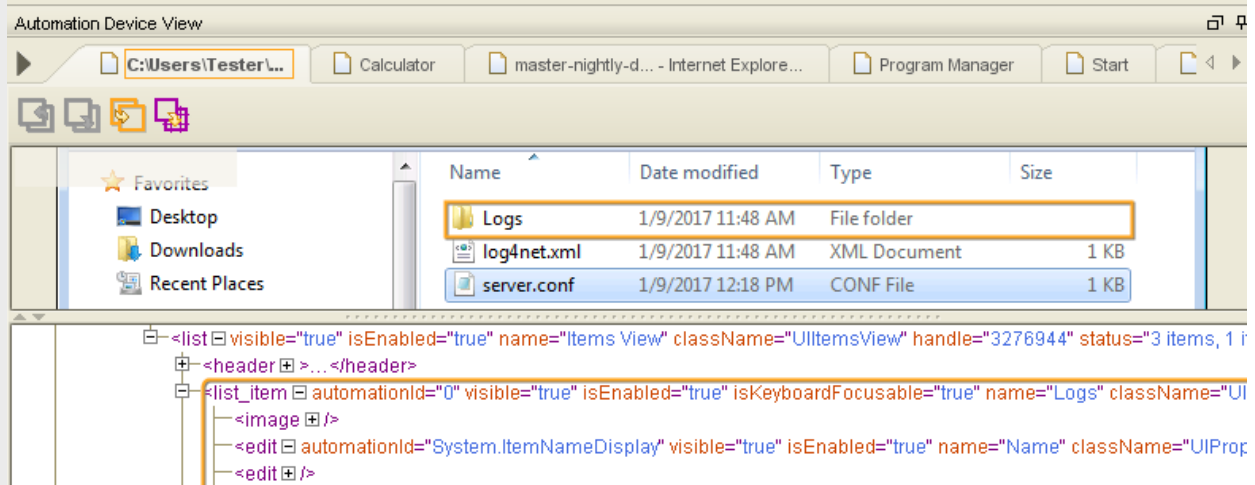 Automation Device View
C:\Users\Tester\... Calculator master-nightly-d... - Internet Explore... Program Manager Start
Name Date modified Type Size
Favorites
Desktop Logs 1/9/2017 11:48 AM File folder
Downloads log4net.xml 1/9/2017 11:48 AM XML Document 1 KB
Recent Places server.conf 1/9/2017 12:18 PM CONF File 1 KB
<list visible="true" isEnabled="true" name="Items View" className="UIItemsView" handle="3276944" status="3 items, 1
<header >...</header>
<list_item automationId="0" visible="true" isEnabled="true" isKeyboardFocusable="true" name="Logs" className="UI
<image />
<edit automationId="System.ItemNameDisplay" visible="true" isEnabled="true" name="Name" className="UIProp
<edit />